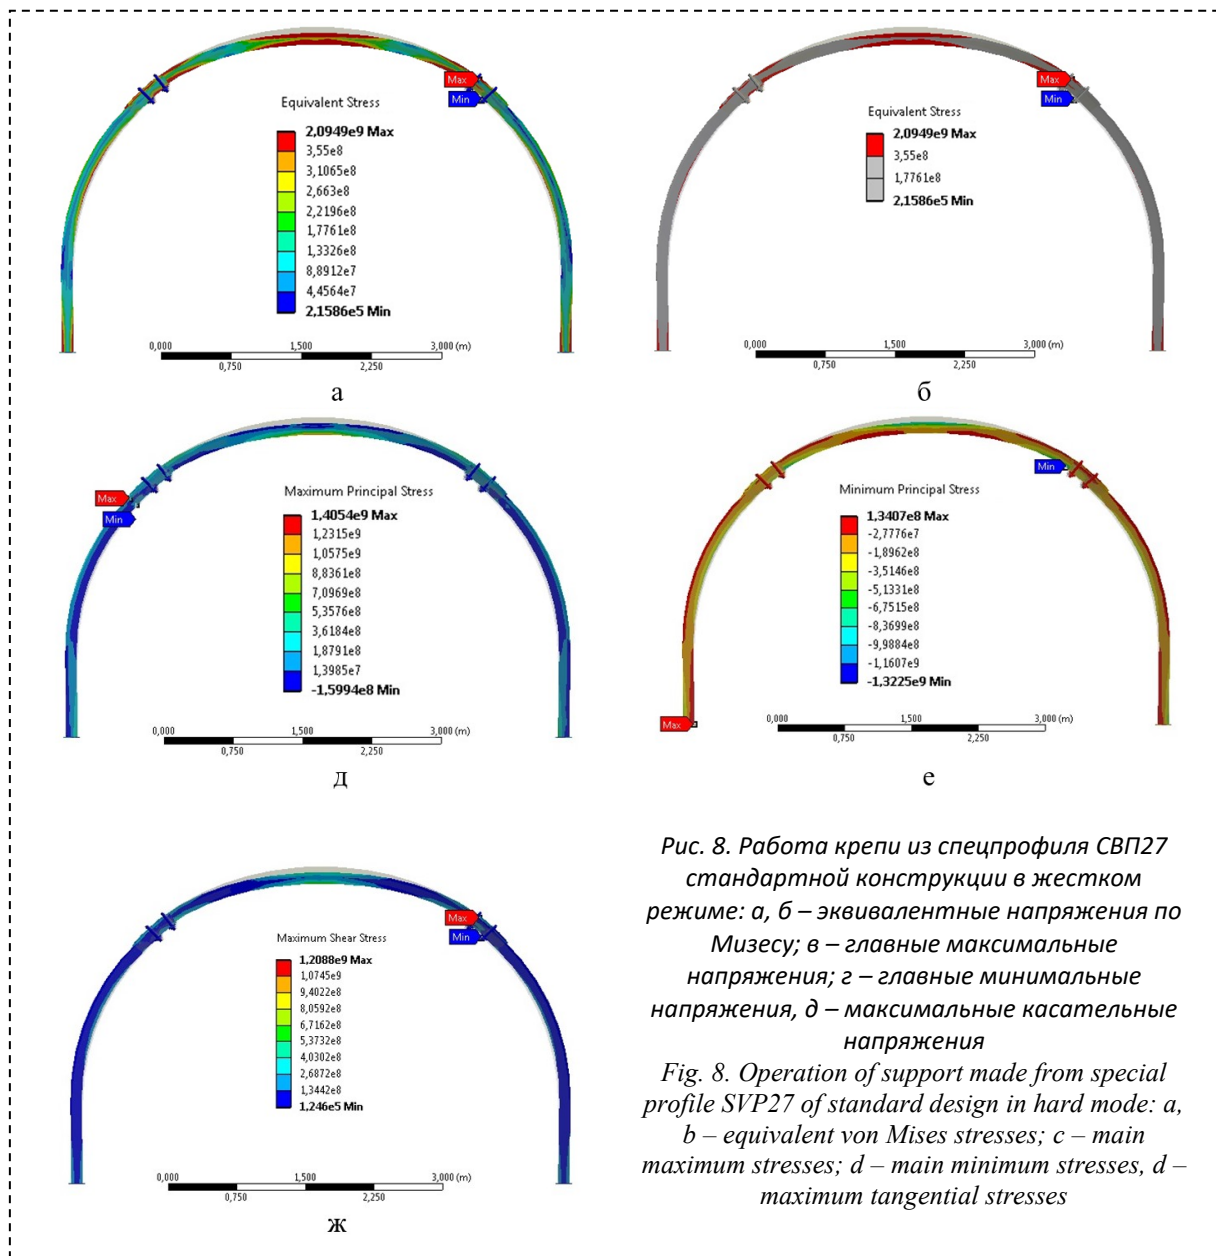 Max
Min
Equivalent Stress
2,0949e9 Max
3,55e8
3,1065e8
2,663e8
2,2196e8
1,7761e8
1,3326e8
8,8912e7
4,4564e7
2,1586e5 Min
0,000 1,500 3,000 (m)
0,750 2,250
а
Max
Min
Equivalent Stress
2,0949e9 Max
3,55e8
1,7761e8
2,1586e5 Min
0,000 1,500 3,000 (m)
0,750 2,250
б
Max
Min
Maximum Principal Stress
1,4054e9 Max
1,2315e9
1,0575e9
8,8361e8
7,0969e8
5,3576e8
3,6184e8
1,8791e8
1,3985e7
-1,5994e8 Min
0,000 1,500 3,000 (m)
0,750 2,250
д
Min
Minimum Principal Stress
1,3407e8 Max
-2,7776e7
-1,8962e8
-3,5146e8
-5,1331e8
-6,7515e8
-8,3699e8
-9,9884e8
-1,1607e9
-1,3225e9 Min
Max
0,000 1,500 3,000 (m)
0,750 2,250
е
Max
Min
Maximum Shear Stress
1,2088e9 Max
1,0745e9
9,4022e8
8,0592e8
6,7162e8
5,3732e8
4,0302e8
2,6872e8
1,3442e8
1,246e5 Min
0,000 1,500 3,000 (m)
0,750 2,250
ж
Рис. 8. Работа крепи из спецпрофиля СВП27
стандартной конструкции в жестком
режиме: а, б – эквивалентные напряжения по
Мизесу; в – главные максимальные
напряжения; г – главные минимальные
напряжения, д – максимальные касательные
напряжения
Fig. 8. Operation of support made from special
profile SVP27 of standard design in hard mode: a,
b – equivalent von Mises stresses; c – main
maximum stresses; d – main minimum stresses, d –
maximum tangential stresses